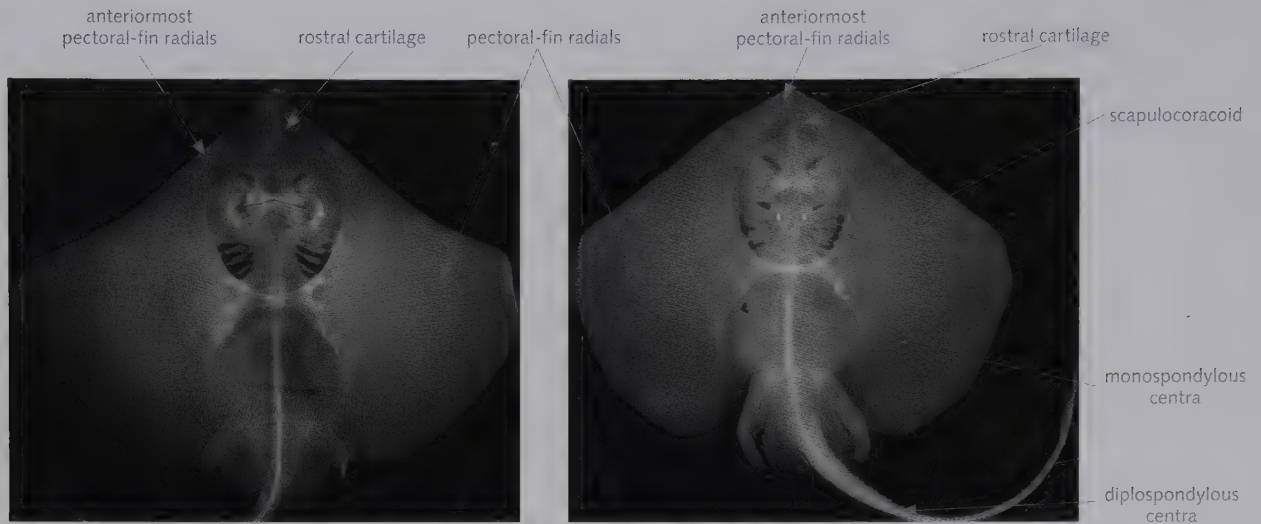 anteriormost
pectoral-fin radials
rostral cartilage
pectoral-fin radials
anteriormost
pectoral-fin radials
rostral cartilage
scapulocoracoid
monospondylous
centra
diplospondylous
centra